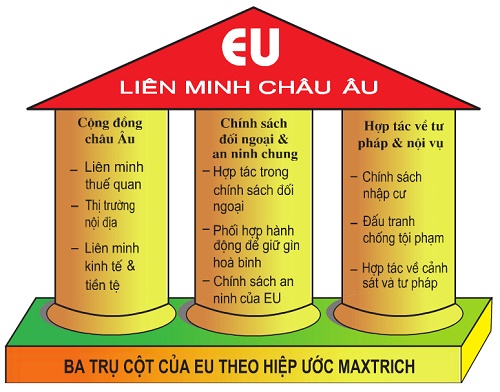 EU
LIÊN MINH CHÂU ÂU
Cộng đồng
châu Âu
– Liên minh
thuế quan
– Thị trường
nội địa
– Liên minh
kinh tế &
tiền tệ
Chính sách
đối ngoại &
an ninh chung
– Hợp tác trong
chính sách đối
ngoại
– Phối hợp hành
động để giữ gìn
hoà bình
– Chính sách an
ninh của EU
Hợp tác về tư
pháp & nội vụ
– Chính sách
nhập cư
– Đấu tranh
chống tội phạm
– Hợp tác về cảnh
sát và tư pháp
BA TRỤ CỘT CỦA EU THEO HIỆP ƯỚC MAXTRICH